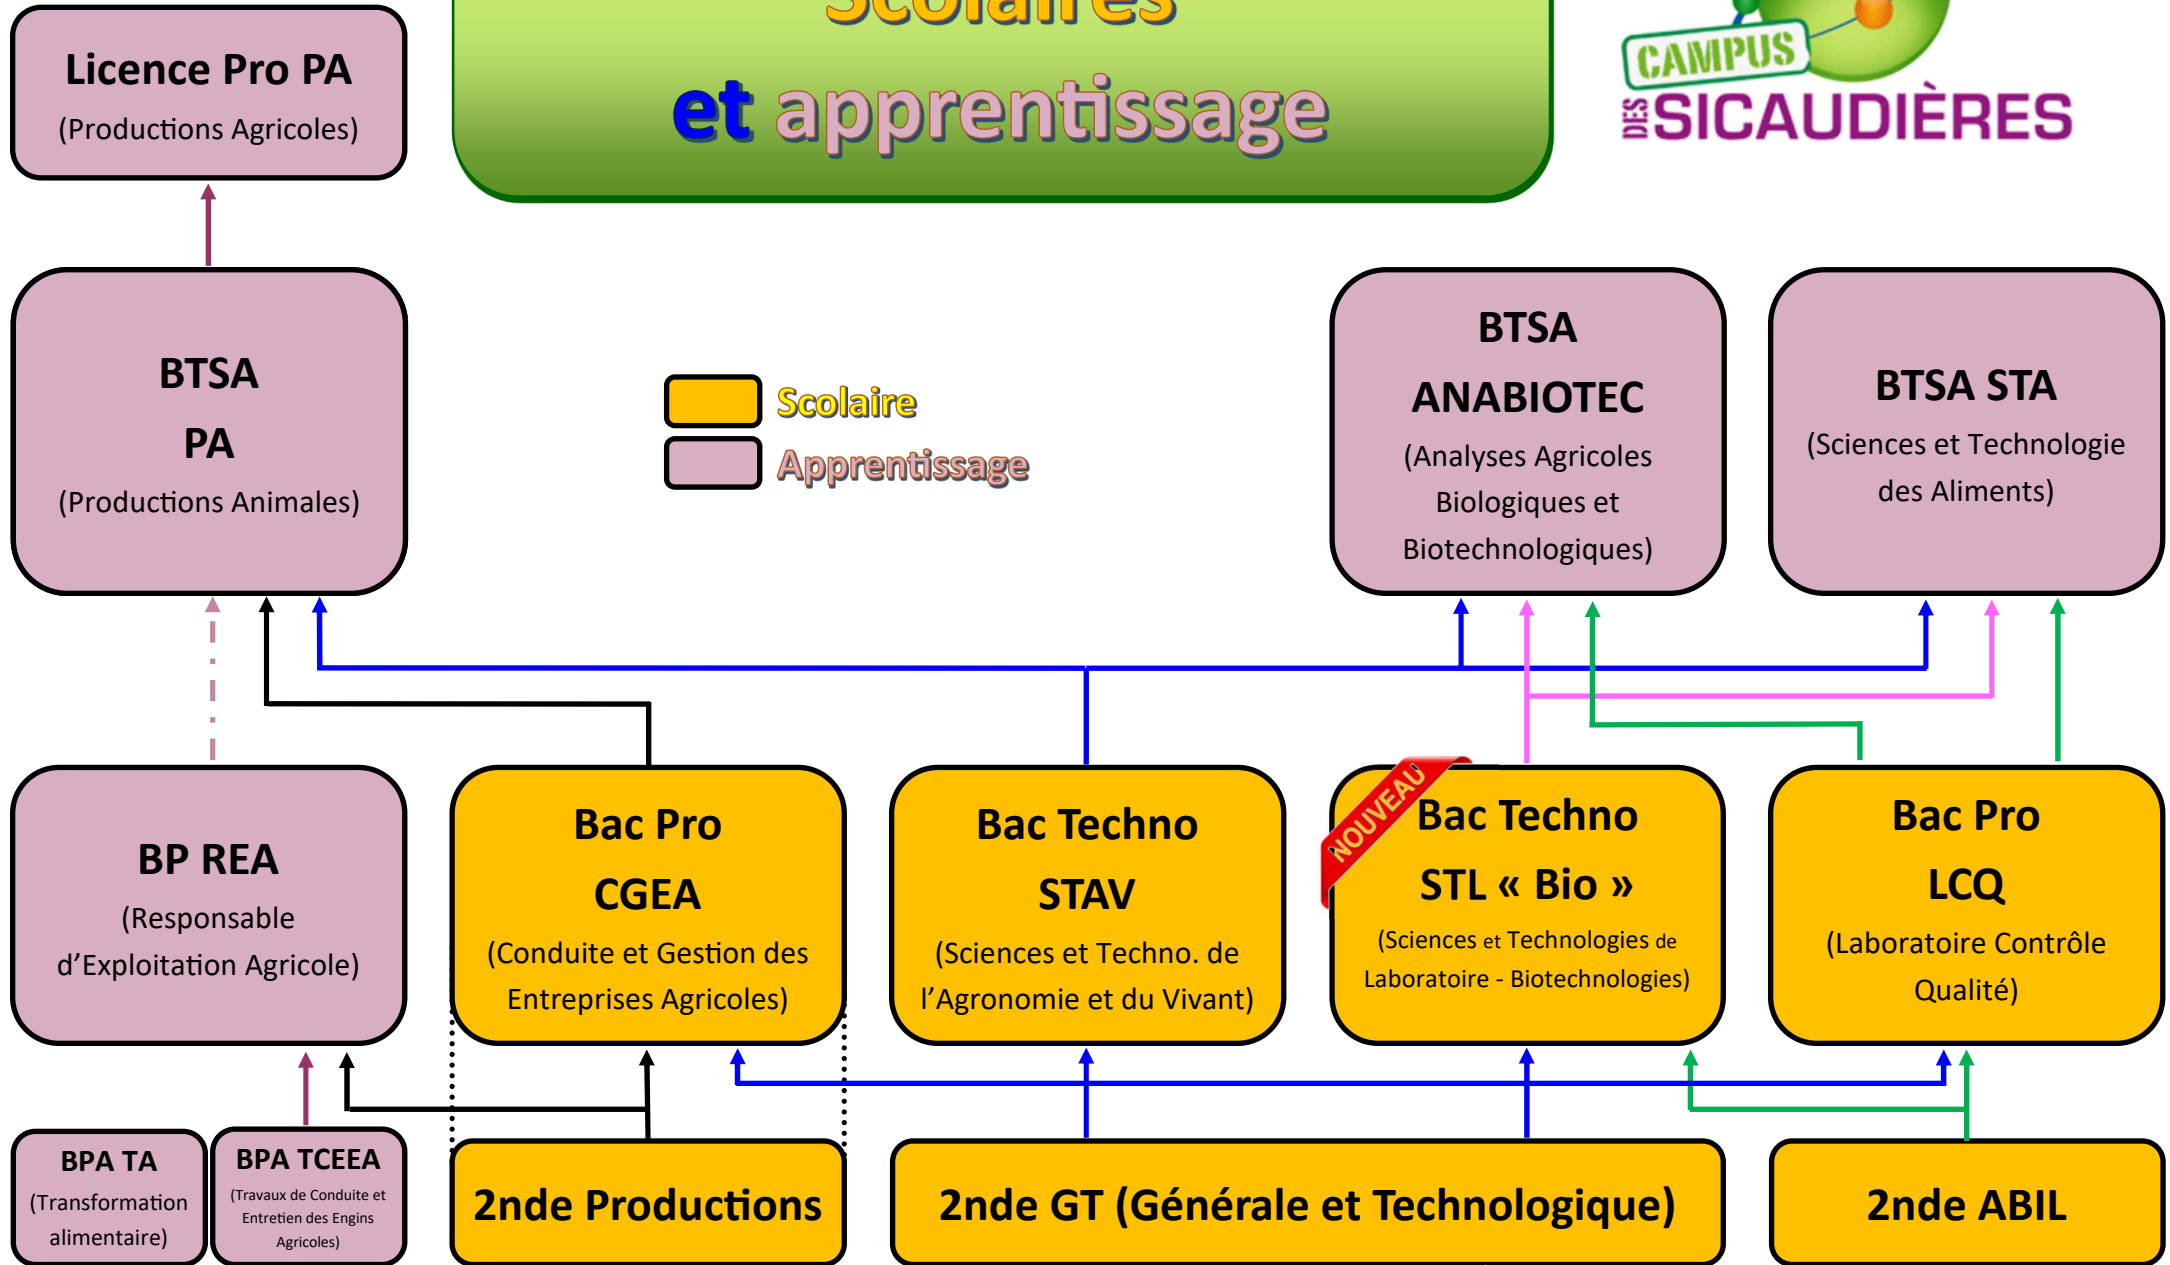 Scolaires
et apprentissage
CAMPUS
DES SICAUDIÈRES
Licence Pro PA
(Productions Agricoles)
BTSA
PA
(Productions Animales)
Scolaire
Apprentissage
BTSA
ANABIOTEC
(Analyses Agricoles
Biologiques et
Biotechnologiques)
BTSA STA
(Sciences et Technologie
des Aliments)
BP REA
(Responsable
d’Exploitation Agricole)
Bac Pro
CGEA
(Conduite et Gestion des
Entreprises Agricoles)
Bac Techno
STAV
(Sciences et Techno. de
l’Agronomie et du Vivant)
NOUVEAU
Bac Techno
STL « Bio »
(Sciences et Technologies de
Laboratoire - Biotechnologies)
Bac Pro
LCQ
(Laboratoire Contrôle
Qualité)
BPA TA
(Transformation
alimentaire)
BPA TCEEA
(Travaux de Conduite et
Entretien des Engins
Agricoles)
2nde Productions
2nde GT (Générale et Technologique)
2nde ABIL